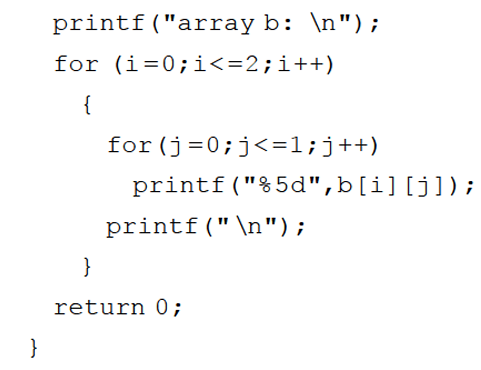 printf("array b: \n");
for (i=0;i<=2;i++)
{
for(j=0;j<=1;j++)
printf("%5d",b[i][j]);
printf("\n");
}
return 0;
}